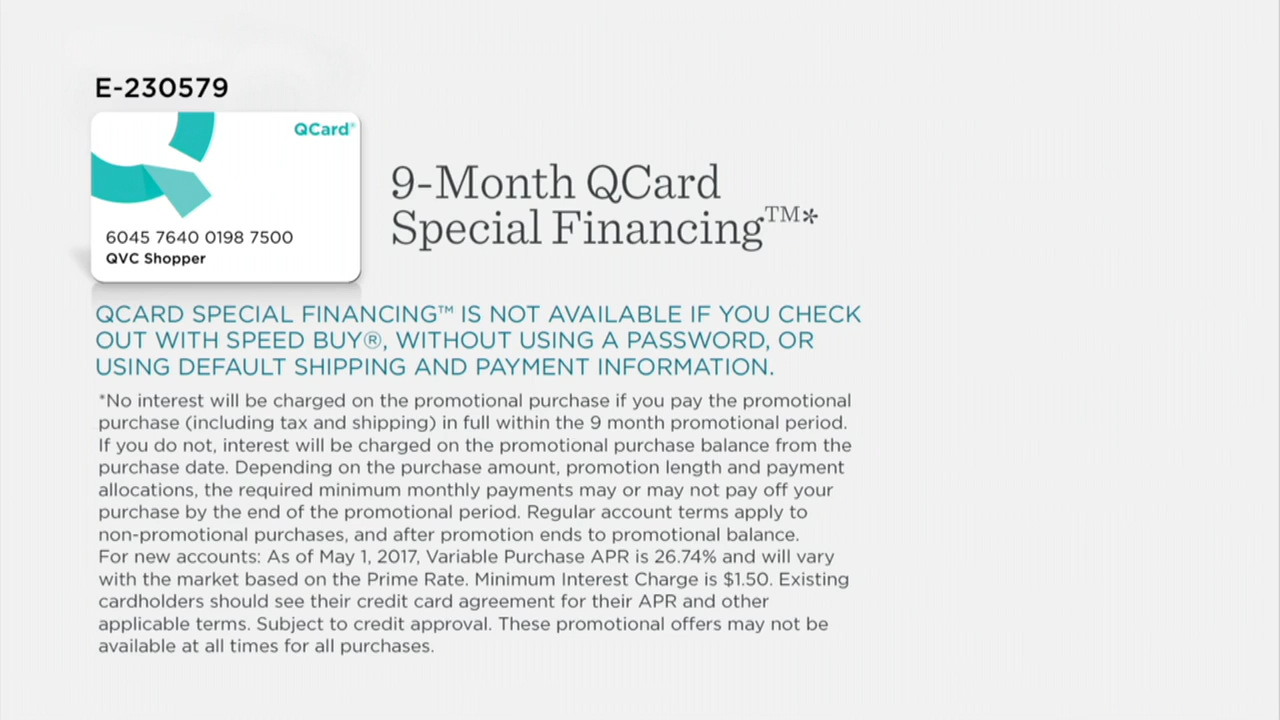 E-230579
QCard®
6045 7640 0198 7500
QVC Shopper
9-Month QCard
Special Financing™*
QCARD SPECIAL FINANCING™ IS NOT AVAILABLE IF YOU CHECK
OUT WITH SPEED BUY®, WITHOUT USING A PASSWORD, OR
USING DEFAULT SHIPPING AND PAYMENT INFORMATION.
*No interest will be charged on the promotional purchase if you pay the promotional
purchase (including tax and shipping) in full within the 9 month promotional period.
If you do not, interest will be charged on the promotional purchase balance from the
purchase date. Depending on the purchase amount, promotion length and payment
allocations, the required minimum monthly payments may or may not pay off your
purchase by the end of the promotional period. Regular account terms apply to
non-promotional purchases, and after promotion ends to promotional balance.
For new accounts: As of May 1, 2017, Variable Purchase APR is 26.74% and will vary
with the market based on the Prime Rate. Minimum Interest Charge is $1.50. Existing
cardholders should see their credit card agreement for their APR and other
applicable terms. Subject to credit approval. These promotional offers may not be
available at all times for all purchases.